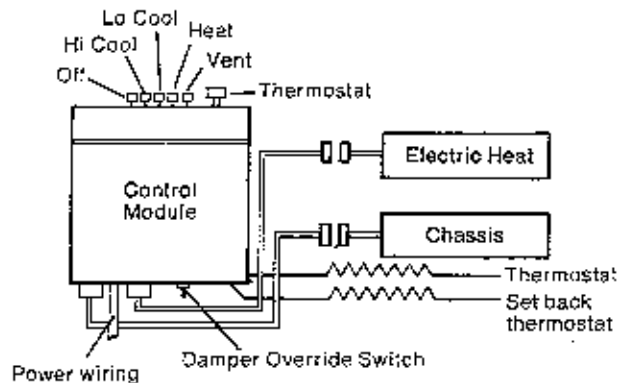 Lo Cool
Hi Cool
Heat
Off
Vent
Thermostat
Electric Heat
Control
Module
Chassis
Thermostat
Set back
thermostat
Damper Override Switch
Power wiring